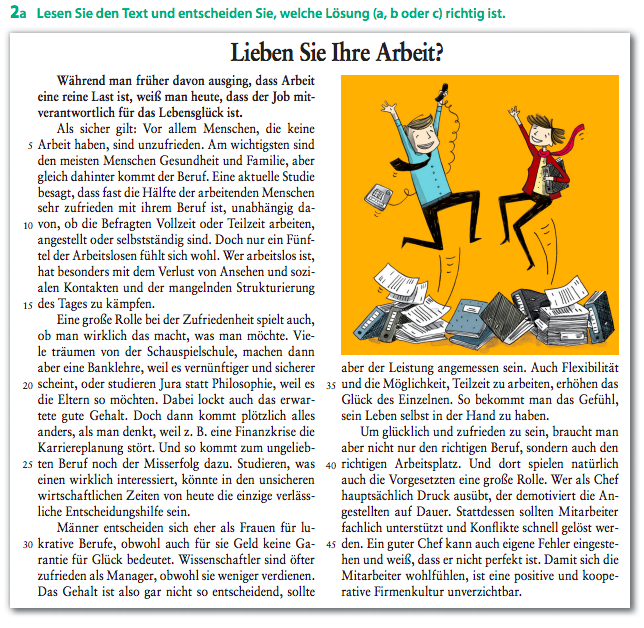 2a Lesen Sie den Text und entscheiden Sie, welche Lösung (a, b oder c) richtig ist.
Lieben Sie Ihre Arbeit?
Während man früher davon ausging, dass Arbeit
eine reine Last ist, weiß man heute, dass der Job mit-
verantwortlich für das Lebensglück ist.
Als sicher gilt: Vor allem Menschen, die keine
5 Arbeit haben, sind unzufrieden. Am wichtigsten sind
den meisten Menschen Gesundheit und Familie, aber
gleich dahinter kommt der Beruf. Eine aktuelle Studie
besagt, dass fast die Hälfte der arbeitenden Menschen
sehr zufrieden mit ihrem Beruf ist, unabhängig da-
10 von, ob die Befragten Vollzeit oder Teilzeit arbeiten,
angestellt oder selbstständig sind. Doch nur ein Fünf-
tel der Arbeitslosen fühlt sich wohl. Wer arbeitslos ist,
hat besonders mit dem Verlust von Ansehen und sozi-
alen Kontakten und der mangelnden Strukturierung
15 des Tages zu kämpfen.
Eine große Rolle bei der Zufriedenheit spielt auch,
ob man wirklich das macht, was man möchte. Vie-
le träumen von der Schauspielschule, machen dann
aber eine Banklehre, weil es vernünftiger und sicherer
20 scheint, oder studieren Jura statt Philosophie, weil es
die Eltern so möchten. Dabei lockt auch das erwar-
tete gute Gehalt. Doch dann kommt plötzlich alles
anders, als man denkt, weil z. B. eine Finanzkrise die
Karriereplanung stört. Und so kommt zum ungelieb-
25 ten Beruf noch der Misserfolg dazu. Studieren, was
einen wirklich interessiert, könnte in den unsicheren
wirtschaftlichen Zeiten von heute die einzige verläss-
liche Entscheidungshilfe sein.
Männer entscheiden sich eher als Frauen für lu-
30 krative Berufe, obwohl auch für sie Geld keine Ga-
rantie für Glück bedeutet. Wissenschaftler sind öfter
zufrieden als Manager, obwohl sie weniger verdienen.
Das Gehalt ist also gar nicht so entscheidend, sollte
aber der Leistung angemessen sein. Auch Flexibilität
35 und die Möglichkeit, Teilzeit zu arbeiten, erhöhen das
Glück des Einzelnen. So bekommt man das Gefühl,
sein Leben selbst in der Hand zu haben.
Um glücklich und zufrieden zu sein, braucht man
aber nicht nur den richtigen Beruf, sondern auch den
40 richtigen Arbeitsplatz. Und dort spielen natürlich
auch die Vorgesetzten eine große Rolle. Wer als Chef
hauptsächlich Druck ausübt, der demotiviert die An-
gestellten auf Dauer. Stattdessen sollten Mitarbeiter
fachlich unterstützt und Konflikte schnell gelöst wer-
45 den. Ein guter Chef kann auch eigene Fehler eingeste-
hen und weiß, dass er nicht perfekt ist. Damit sich die
Mitarbeiter wohlfühlen, ist eine positive und koope-
rative Firmenkultur unverzichtbar.